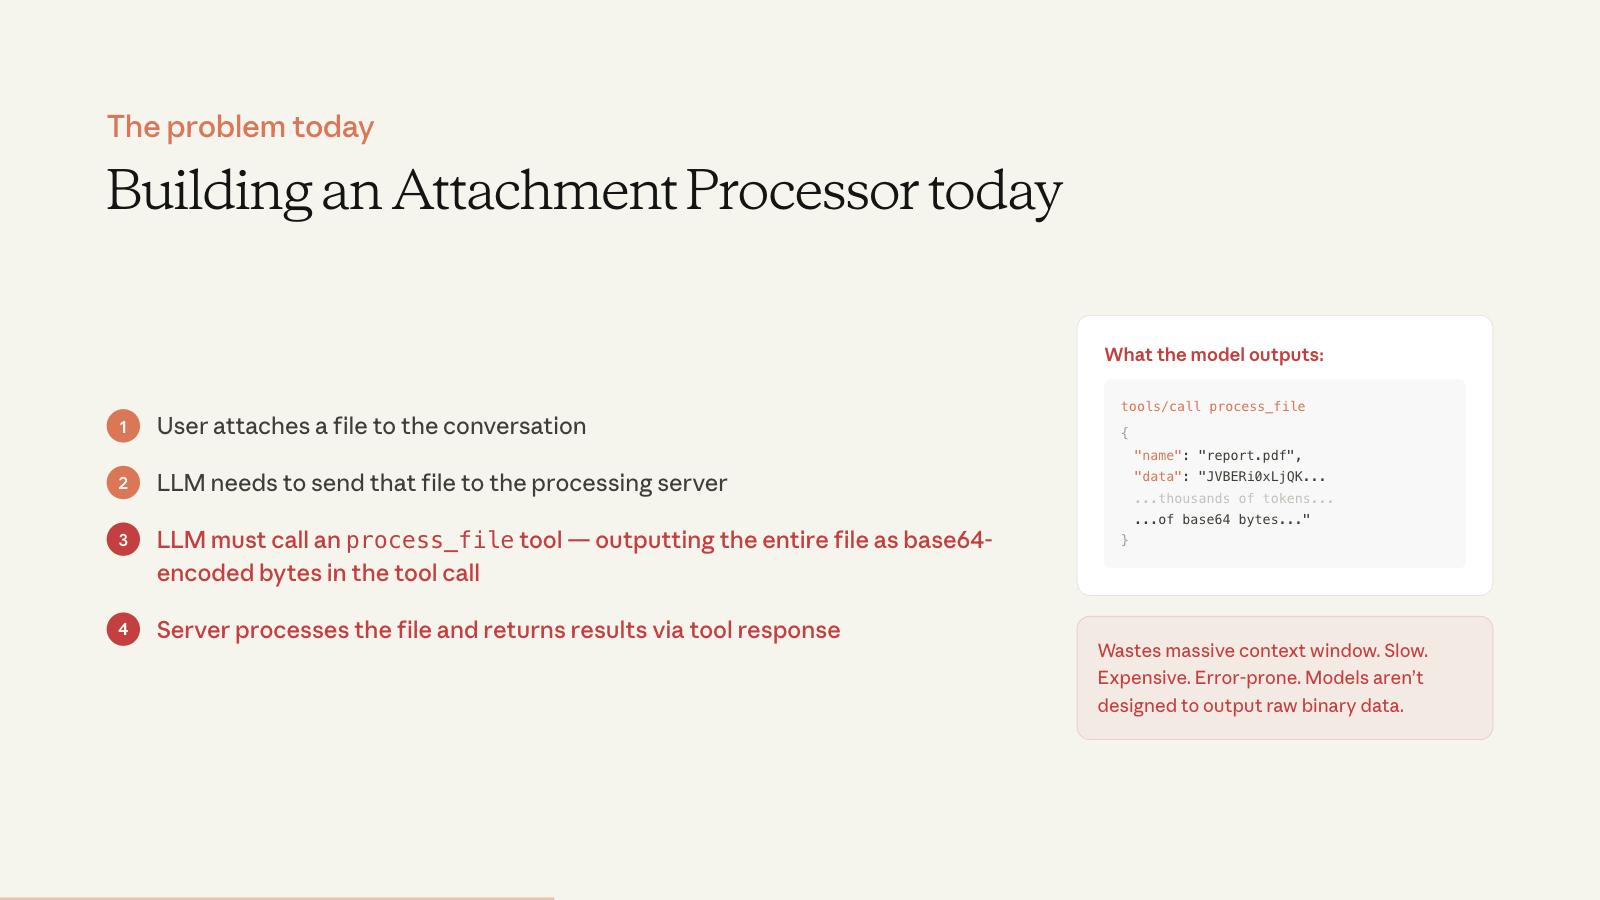 The problem today
Building an Attachment Processor today
1 User attaches a file to the conversation
2 LLM needs to send that file to the processing server
3 LLM must call an process_file tool — outputting the entire file as base64-
encoded bytes in the tool call
4 Server processes the file and returns results via tool response
What the model outputs:
tools/call process_file
{
"name": "report.pdf",
"data": "JVBERi0xLjQK...
...thousands of tokens...
...of base64 bytes..."
}
Wastes massive context window. Slow.
Expensive. Error-prone. Models aren’t
designed to output raw binary data.